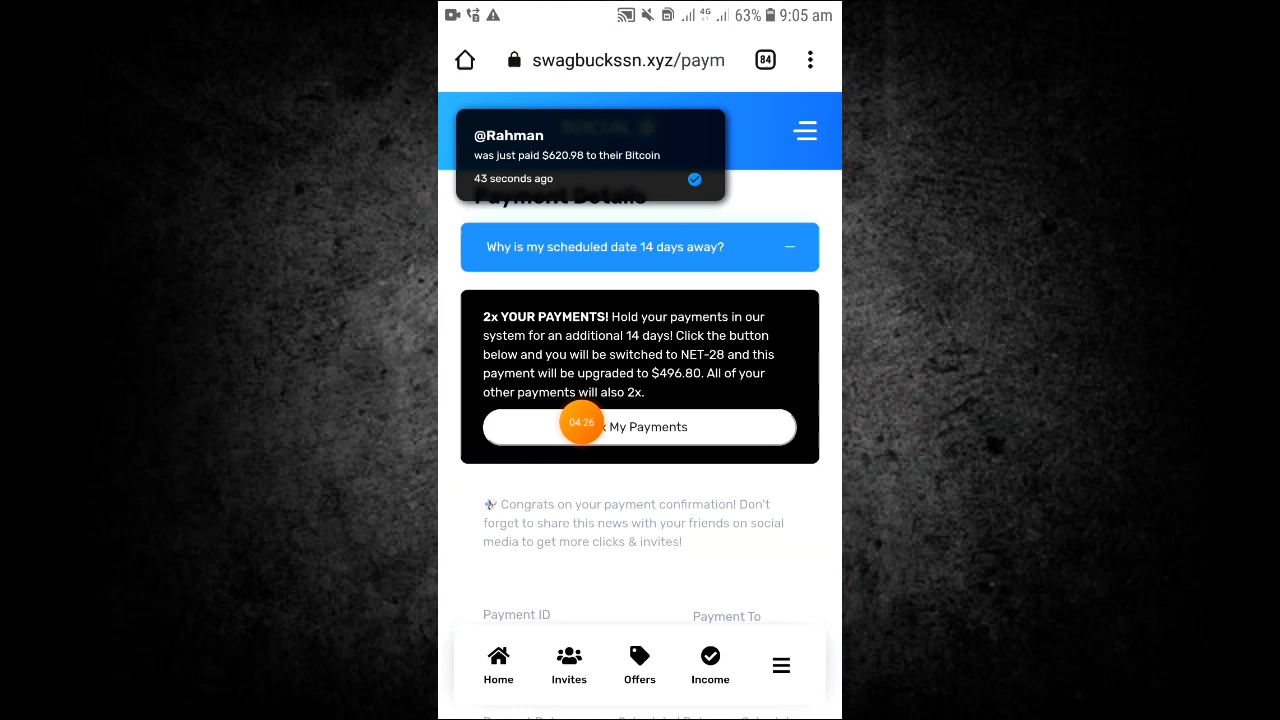 63% 9:05 am
4G
swagbuckssn.xyz/paym
84
@Rahman
was just paid $620.98 to their Bitcoin
43 seconds ago
Payment Details
Why is my scheduled date 14 days away?
2x YOUR PAYMENTS! Hold your payments in our
system for an additional 14 days! Click the button
below and you will be switched to NET-28 and this
payment will be upgraded to $496.80. All of your
other payments will also 2x.
04:26
My Payments
Congrats on your payment confirmation! Don't
forget to share this news with your friends on social
media to get more clicks & invites!
Payment ID Payment To
Home Invites Offers Income